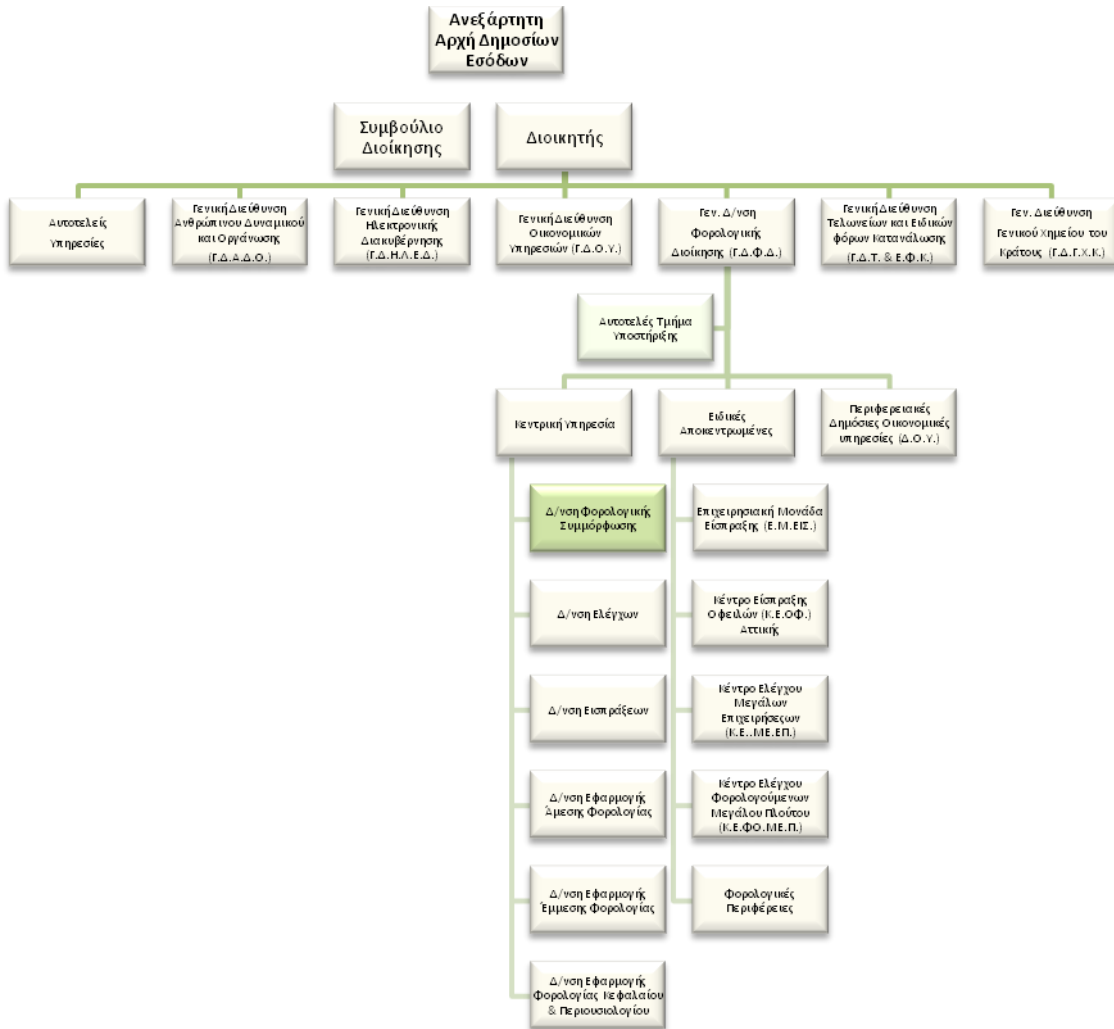 Ανεξάρτητη
Αρχή Δημοσίων
Εσόδων
Συμβούλιο
Διοίκησης
Διοικητής
Αυτοτελείς
Υπηρεσίες
Γενική Διεύθυνση
Ανθρώπινου Δυναμικού
και Οργάνωσης
(Γ.Δ.Α.Δ.Ο.)
Γενική Διεύθυνση
Ηλεκτρονικής
Διακυβέρνησης
(Γ.Δ.Η.Λ.Ε.Δ.)
Γενική Διεύθυνση
Οικονομικών
Υπηρεσιών (Γ.Δ.Ο.Υ.)
Γεν. Δ/νση
Φορολογικής
Διοίκησης (Γ.Δ.Φ.Δ.)
Γενική Διεύθυνση
Τελωνείων και Ειδικών
φόρων Κατανάλωσης
(Γ.Δ.Τ. & Ε.Φ.Κ.)
Γεν. Διεύθυνση
Γενικού Χημείου του
Κράτους (Γ.Δ.Γ.Χ.Κ.)
Αυτοτελές Τμήμα
Υποστήριξης
Κεντρική Υπηρεσία
Ειδικές
Αποκεντρωμένες
Περιφερειακές
Δημόσιες Οικονομικές
υπηρεσίες (Δ.Ο.Υ.)
Δ/νση Φορολογικής
Συμμόρφωσης
Δ/νση Ελέγχων
Δ/νση Εισπράξεων
Δ/νση Εφαρμογής
Άμεσης Φορολογίας
Δ/νση Εφαρμογής
Έμμεσης Φορολογίας
Δ/νση Εφαρμογής
Φορολογίας Κεφαλαίου
& Περιουσιολογίου
Επιχειρησιακή Μονάδα
Είσπραξης (Ε.Μ.ΕΙΣ.)
Κέντρο Είσπραξης
Οφειλών (Κ.Ε.ΟΦ.)
Αττικής
Κέντρο Ελέγχου
Μεγάλων
Επιχειρήσεςων
(Κ.Ε..ΜΕ.ΕΠ.)
Κέντρο Ελέγχου
Φορολογούμενων
Μεγάλου Πλούτου
(Κ.Ε.ΦΟ.ΜΕ.Π.)
Φορολογικές
Περιφέρειες